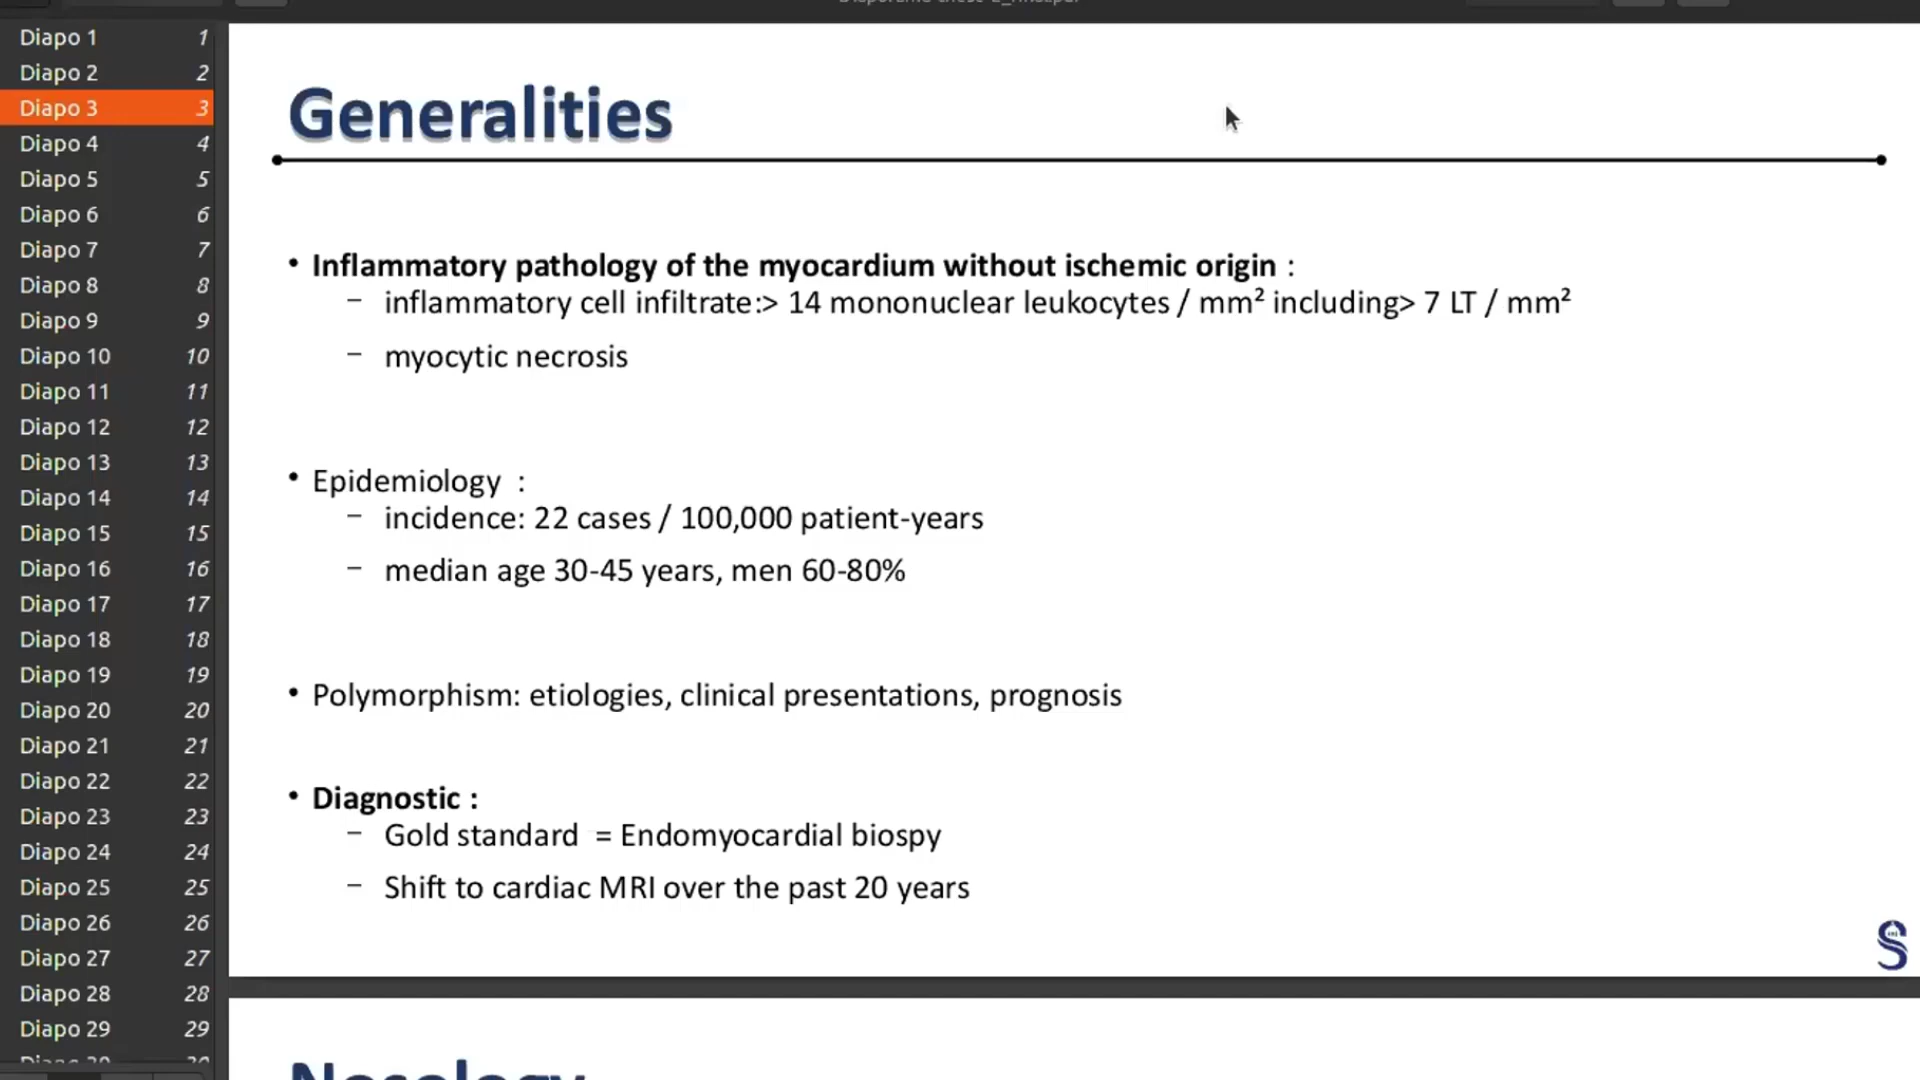 Diapo 1 1
Diapo 2 2
Diapo 3 3
Diapo 4 4
Diapo 5 5
Diapo 6 6
Diapo 7 7
Diapo 8 8
Diapo 9 9
Diapo 10 10
Diapo 11 11
Diapo 12 12
Diapo 13 13
Diapo 14 14
Diapo 15 15
Diapo 16 16
Diapo 17 17
Diapo 18 18
Diapo 19 19
Diapo 20 20
Diapo 21 21
Diapo 22 22
Diapo 23 23
Diapo 24 24
Diapo 25 25
Diapo 26 26
Diapo 27 27
Diapo 28 28
Diapo 29 29
Generalities
• Inflammatory pathology of the myocardium without ischemic origin :
– inflammatory cell infiltrate:> 14 mononuclear leukocytes / mm² including> 7 LT / mm²
– myocytic necrosis
• Epidemiology :
– incidence: 22 cases / 100,000 patient-years
– median age 30-45 years, men 60-80%
• Polymorphism: etiologies, clinical presentations, prognosis
• Diagnostic :
– Gold standard = Endomyocardial biospy
– Shift to cardiac MRI over the past 20 years
S
Nosology